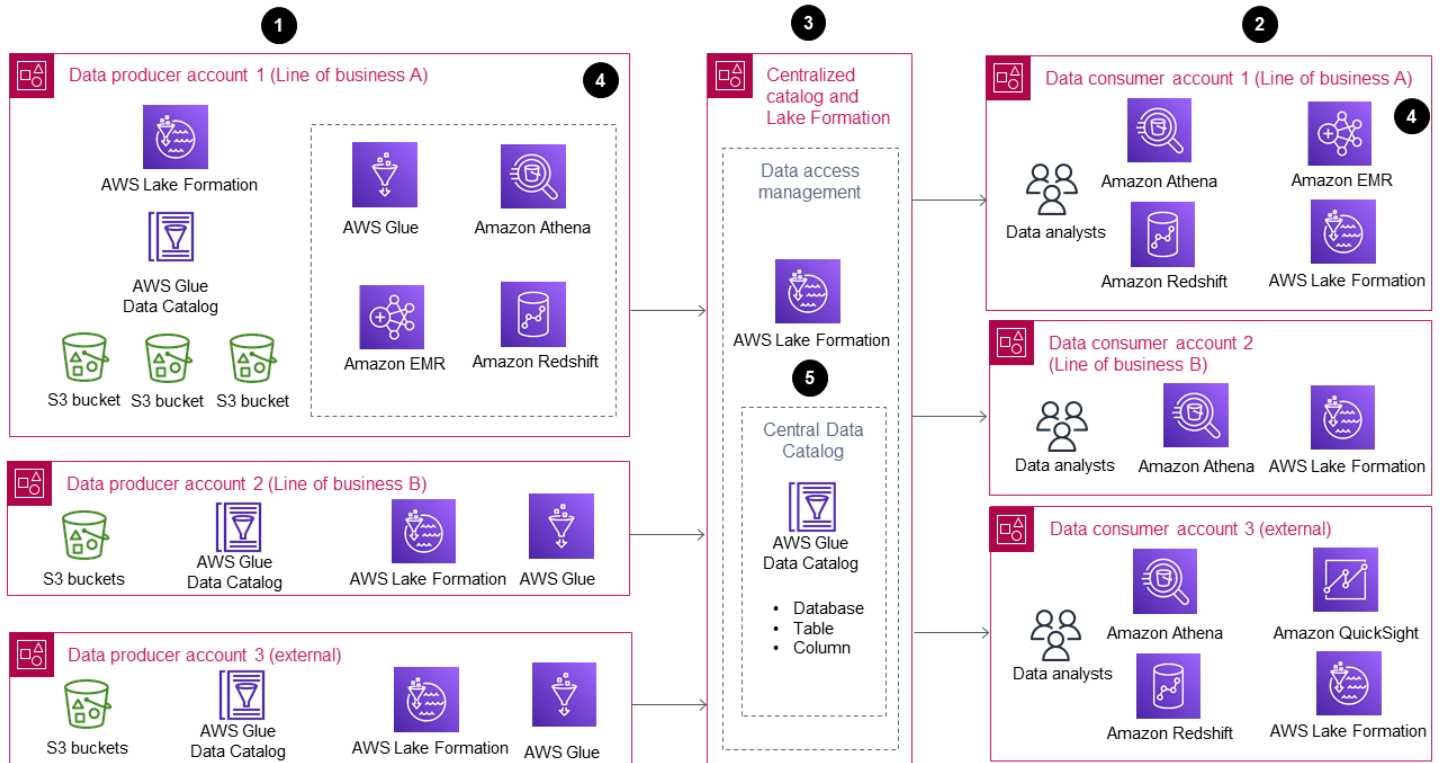 1
3
2
Data producer account 1 (Line of business A)
4
AWS Lake Formation
AWS Glue
Data Catalog
S3 bucket
S3 bucket
S3 bucket
AWS Glue
Amazon Athena
Amazon EMR
Amazon Redshift
Data producer account 2 (Line of business B)
S3 buckets
AWS Glue
Data Catalog
AWS Lake Formation
AWS Glue
Data producer account 3 (external)
S3 buckets
AWS Glue
Data Catalog
AWS Lake Formation
AWS Glue
Centralized
catalog and
Lake Formation
Data access
management
AWS Lake Formation
5
Central Data
Catalog
AWS Glue
Data Catalog
• Database
• Table
• Column
Data consumer account 1 (Line of business A)
4
Data analysts
Amazon Athena
Amazon EMR
Amazon Redshift
AWS Lake Formation
Data consumer account 2
(Line of business B)
Data analysts
Amazon Athena
AWS Lake Formation
Data consumer account 3 (external)
Data analysts
Amazon Athena
Amazon QuickSight
Amazon Redshift
AWS Lake Formation